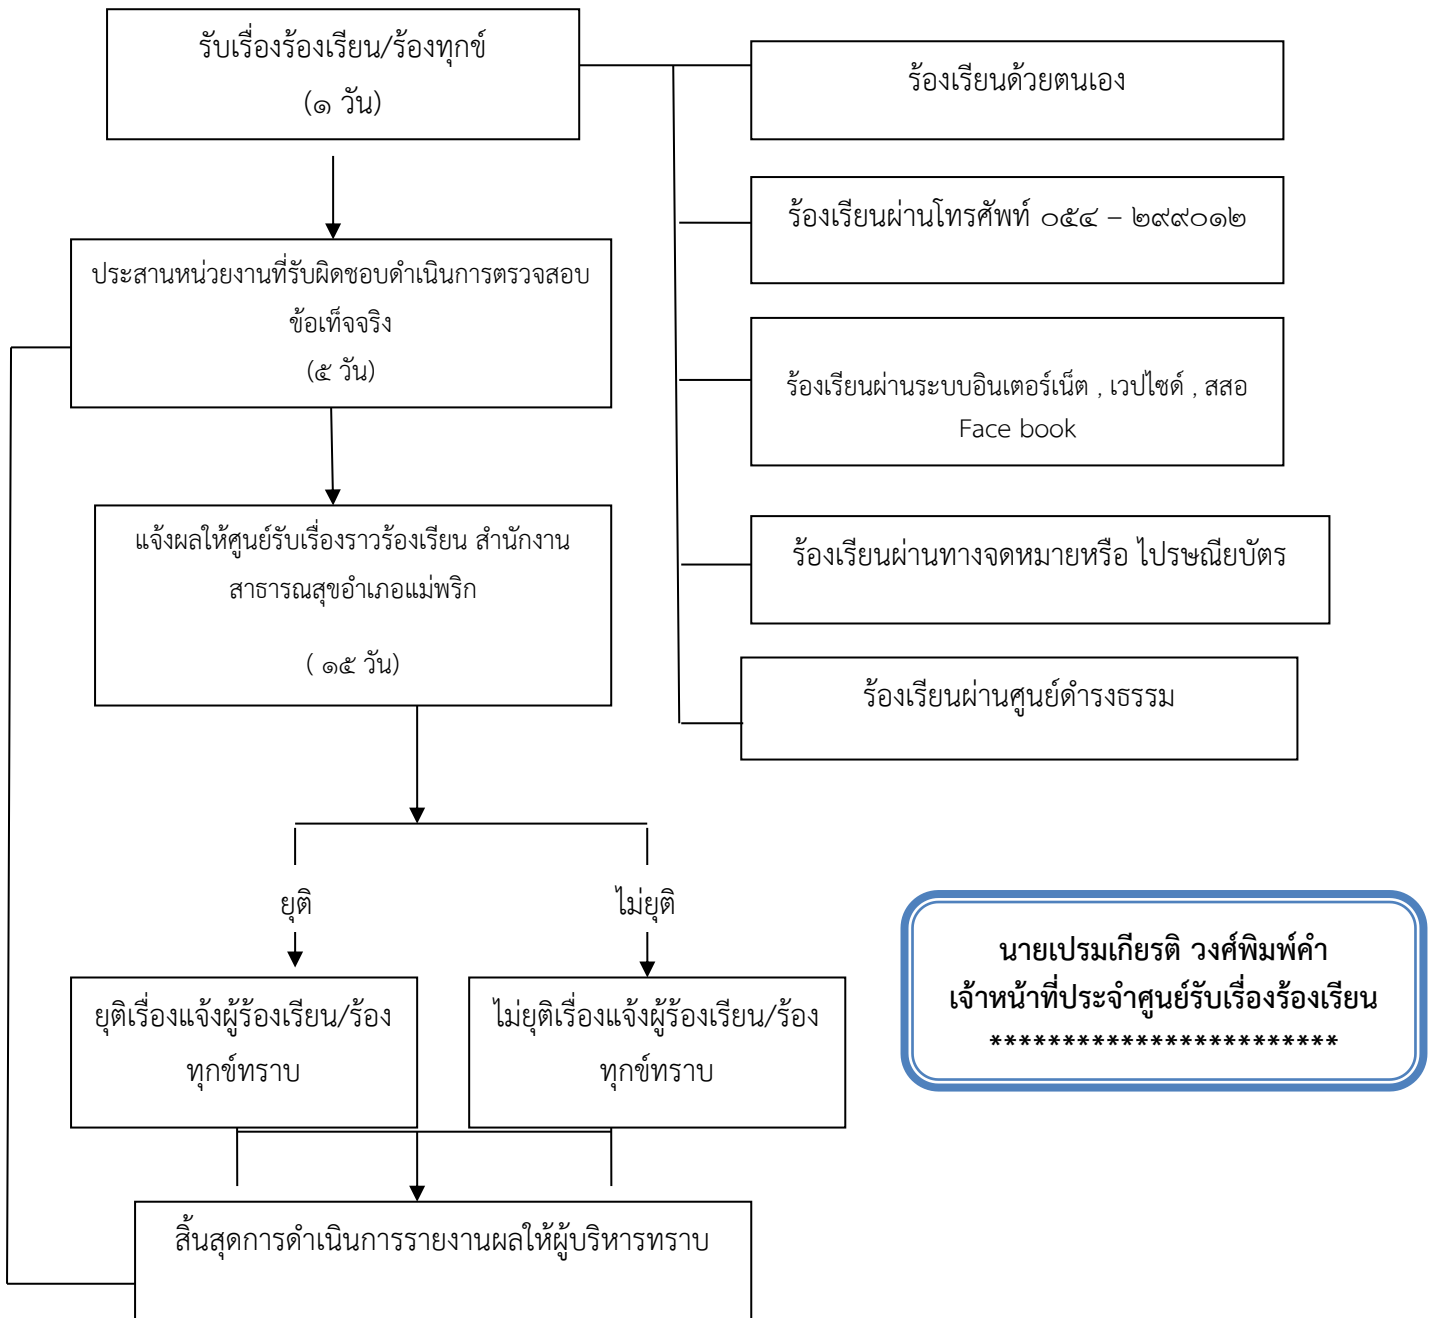 รับเรื่องร้องเรียน/ร้องทุกข์
(๑ วัน)
ร้องเรียนด้วยตนเอง
ร้องเรียนผ่านโทรศัพท์ ๐๕๔ – ๒๙๙๐๑๒
ประสานหน่วยงานที่รับผิดชอบดำเนินการตรวจสอบ
ข้อเท็จจริง
(๕ วัน)
ร้องเรียนผ่านระบบอินเตอร์เน็ต , เวปไซด์ , สสอ
Face book
แจ้งผลให้ศูนย์รับเรื่องราวร้องเรียน สำนักงาน
สาธารณสุขอำเภอแม่พริก
( ๑๕ วัน)
ร้องเรียนผ่านทางจดหมายหรือ ไปรษณียบัตร
ร้องเรียนผ่านศูนย์ดำรงธรรม
ยุติ
ไม่ยุติ
ยุติเรื่องแจ้งผู้ร้องเรียน/ร้อง
ทุกข์ทราบ
ไม่ยุติเรื่องแจ้งผู้ร้องเรียน/ร้อง
ทุกข์ทราบ
นายเปรมเกียรติ วงศ์พิมพ์คำ
เจ้าหน้าที่ประจำศูนย์รับเรื่องร้องเรียน
************************
สิ้นสุดการดำเนินการรายงานผลให้ผู้บริหารทราบ